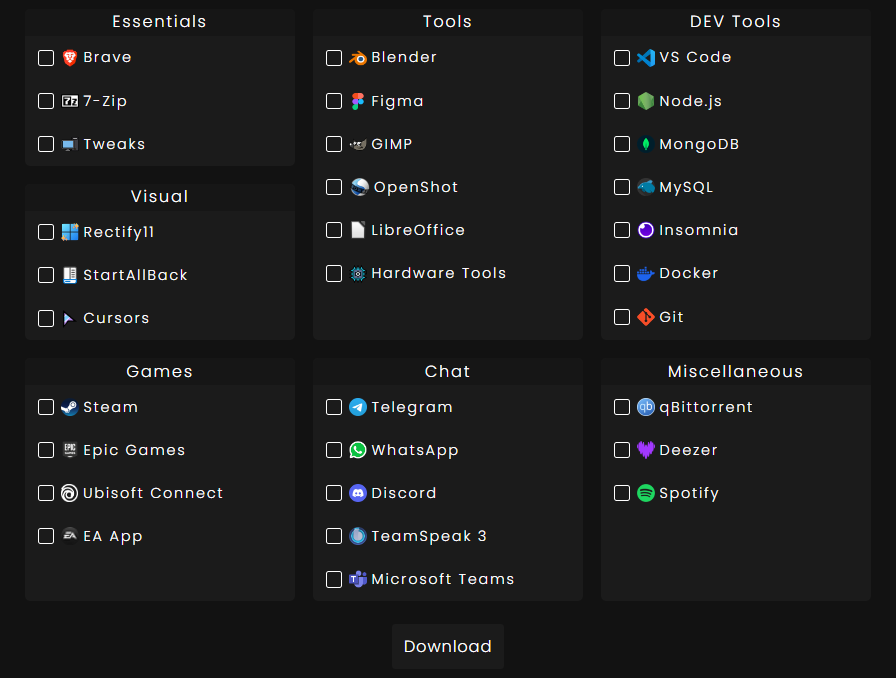 Essentials
Brave
7-Zip
Tweaks
Visual
Rectify11
StartAllBack
Cursors
Tools
Blender
Figma
GIMP
OpenShot
LibreOffice
Hardware Tools
DEV Tools
VS Code
Node.js
MongoDB
MySQL
Insomnia
Docker
Git
Games
Steam
Epic Games
Ubisoft Connect
EA App
Chat
Telegram
WhatsApp
Discord
TeamSpeak 3
Microsoft Teams
Miscellaneous
qBittorrent
Deezer
Spotify
Download